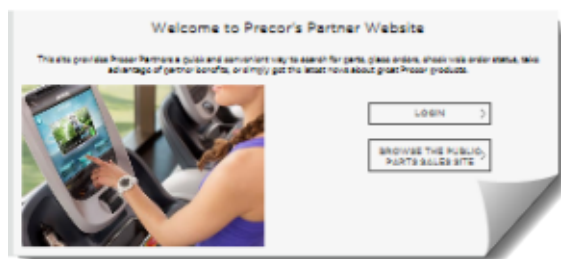 Welcome to Precor's Partner Website
This site provides Precor Partners a quick and convenient way to search for parts, place orders, check web order status, take
advantage of partner benefits, or simply get the latest news about great Precor products.
LOGIN
BROWSE THE PUBLIC
PARTS SALES SITE